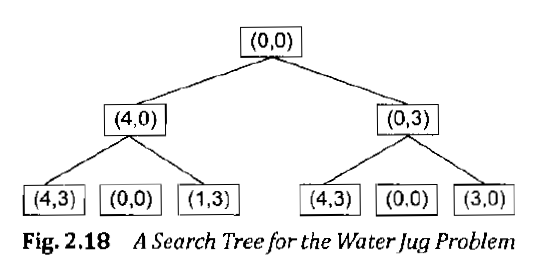 (0,0)
(4,0) (0,3)
(4,3) (0,0) (1,3) (4,3) (0,0) (3,0)
Fig. 2.18 A Search Tree for the Water Jug Problem